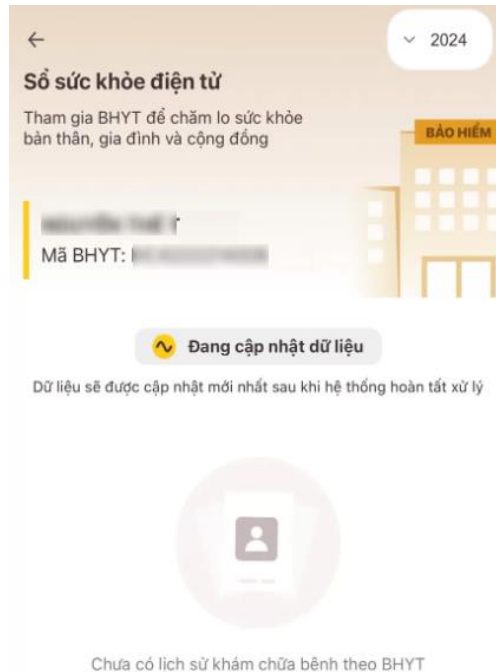 2024
Sổ sức khỏe điện tử
Tham gia BHYT để chăm lo sức khỏe
bản thân, gia đình và cộng đồng
BẢO HIỂM
Mã BHYT:
Đang cập nhật dữ liệu
Dữ liệu sẽ được cập nhật mới nhất sau khi hệ thống hoàn tất xử lý
Chưa có lịch sử khám chữa bệnh theo BHYT